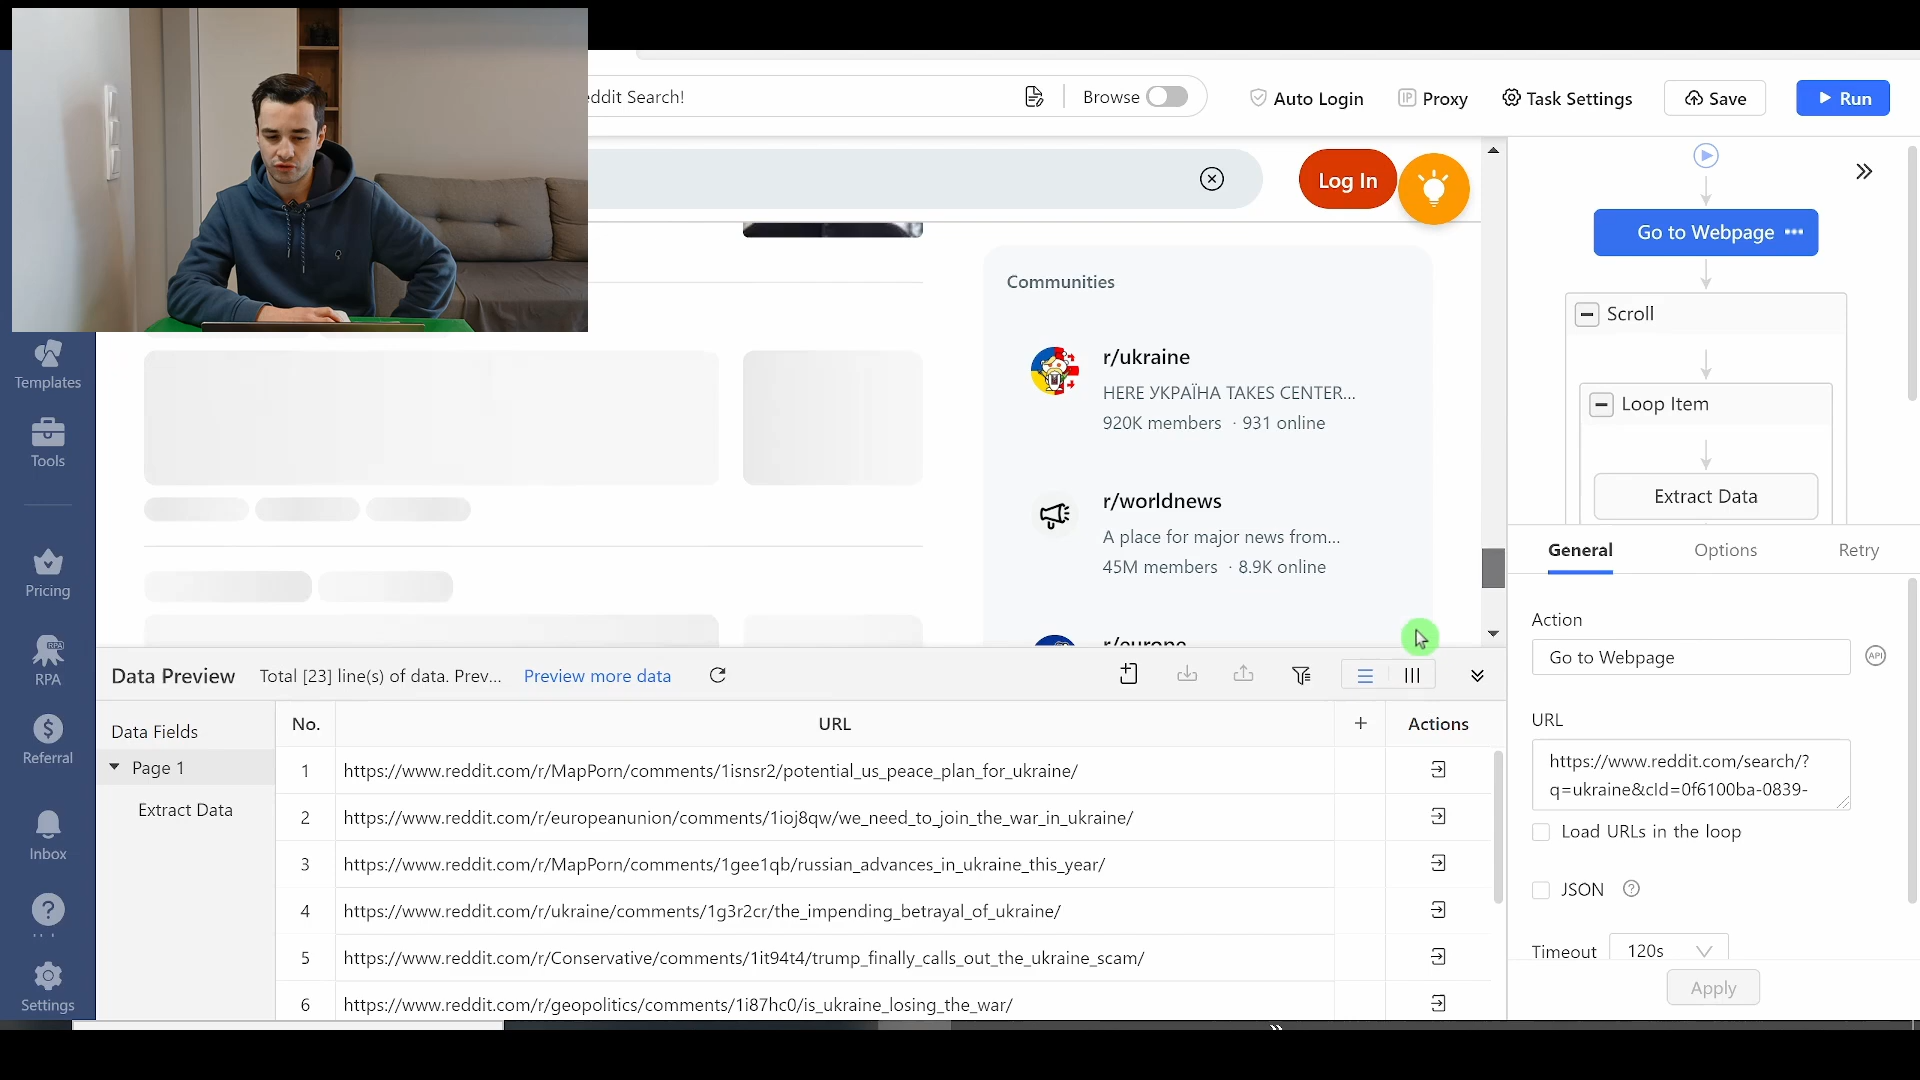 eddit Search!
Browse
Auto Login
IP
Proxy
Task Settings
Save
Run
Log In
Go to Webpage
Scroll
Loop Item
Extract Data
Communities
r/ukraine
HERE УКРАЇНА TAKES CENTER...
920K members · 931 online
r/worldnews
A place for major news from...
45M members · 8.9K online
r/europe
Templates
Tools
Pricing
RPA
RPA
Referral
Inbox
Settings
General
Options
Retry
Action
Go to Webpage
API
URL
https://www.reddit.com/search/?
q=ukraine&cId=0f6100ba-0839-
Load URLs in the loop
JSON
Timeout
120s
Apply
Data Preview
Total [23] line(s) of data. Prev...
Preview more data
Data Fields
Page 1
Extract Data
No.
URL
+
Actions
1
https://www.reddit.com/r/MapPorn/comments/1isnsr2/potential_us_peace_plan_for_ukraine/
2
https://www.reddit.com/r/europeanunion/comments/1ioj8qw/we_need_to_join_the_war_in_ukraine/
3
https://www.reddit.com/r/MapPorn/comments/1gee1qb/russian_advances_in_ukraine_this_year/
4
https://www.reddit.com/r/ukraine/comments/1g3r2cr/the_impending_betrayal_of_ukraine/
5
https://www.reddit.com/r/Conservative/comments/1it94t4/trump_finally_calls_out_the_ukraine_scam/
6
https://www.reddit.com/r/geopolitics/comments/1i87hc0/is_ukraine_losing_the_war/